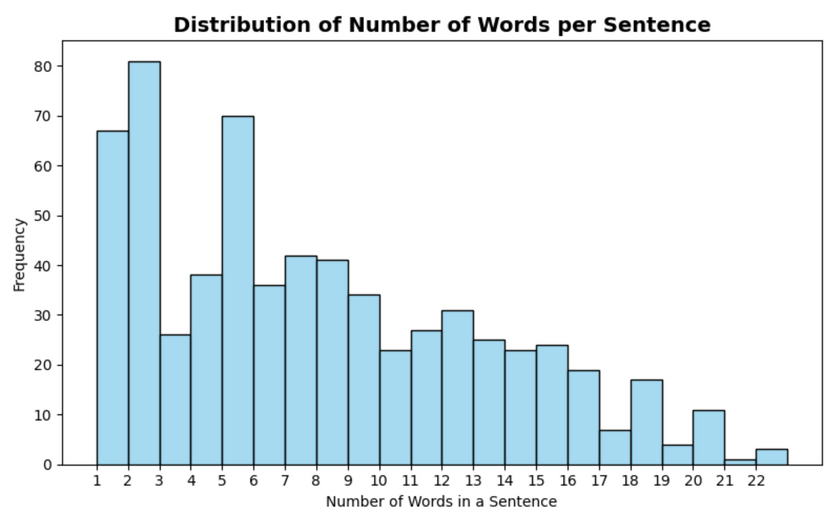 Distribution of Number of Words per Sentence
80
70
60
50
40
30
20
10
0
Frequency
1 2 3 4 5 6 7 8 9 10 11 12 13 14 15 16 17 18 19 20 21 22
Number of Words in a Sentence